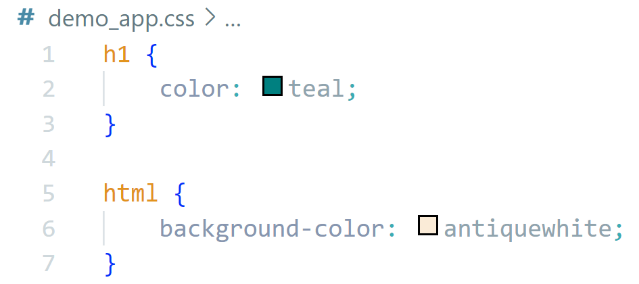 # demo_app.css > ...
1 h1 {
2     color: teal;
3 }
4
5 html {
6     background-color: antiquewhite;
7 }